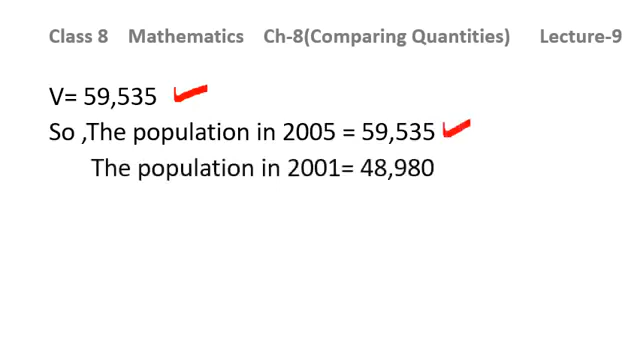 Class 8 Mathematics Ch-8(Comparing Quantities) Lecture-9
V= 59,535
So ,The population in 2005 = 59,535
The population in 2001= 48,980